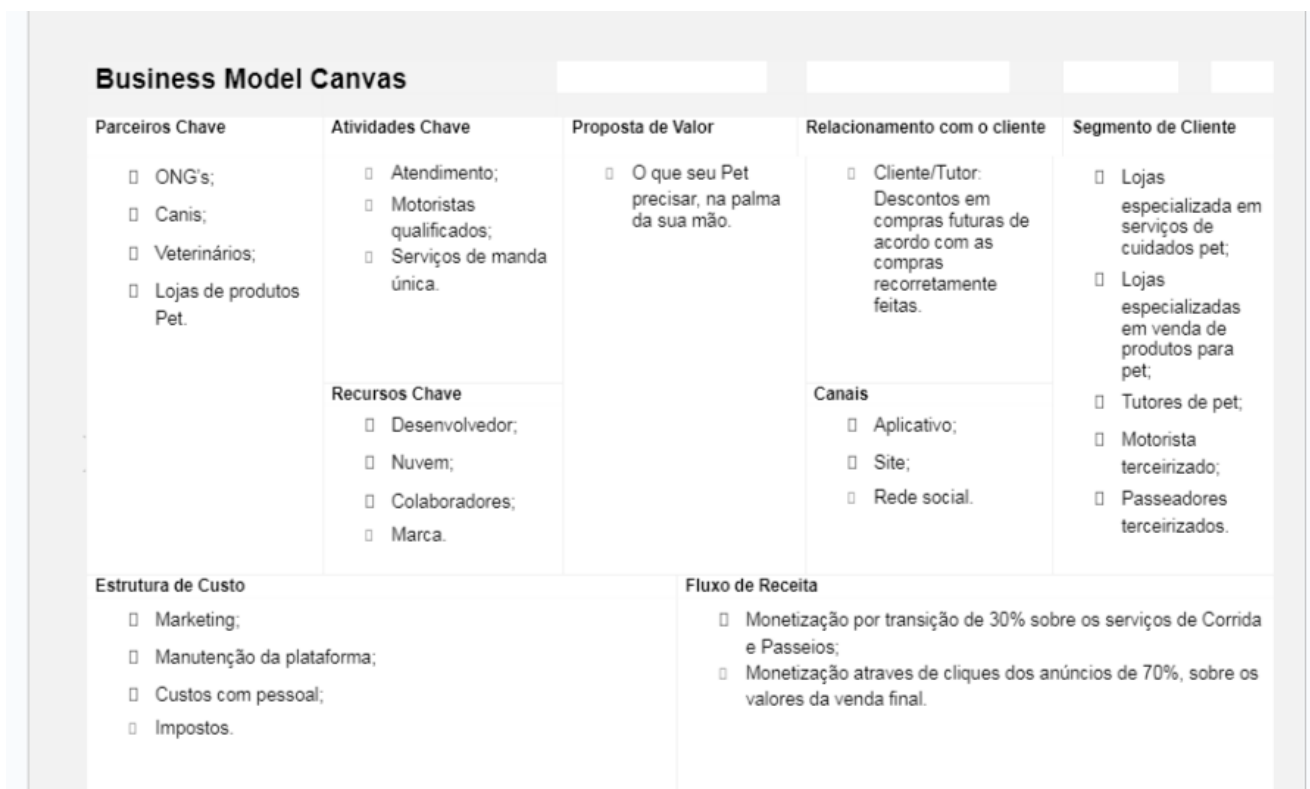 Business Model Canvas
Parceiros Chave
ONG's;
Canis;
Veterinários;
Lojas de produtos
Pet.
Atividades Chave
Atendimento;
Motoristas
qualificados;
Serviços de manda
única.
Recursos Chave
Desenvolvedor;
Nuvem;
Colaboradores;
Marca.
Proposta de Valor
O que seu Pet
precisar, na palma
da sua mão.
Relacionamento com o cliente
Cliente/Tutor:
Descontos em
compras futuras de
acordo com as
compras
recorretamente
feitas.
Canais
Aplicativo;
Site;
Rede social.
Segmento de Cliente
Lojas
especializada em
serviços de
cuidados pet;
Lojas
especializadas
em venda de
produtos para
pet;
Tutores de pet;
Motorista
terceirizado;
Passeadores
terceirizados.
Estrutura de Custo
Marketing;
Manutenção da plataforma;
Custos com pessoal;
Impostos.
Fluxo de Receita
Monetização por transição de 30% sobre os serviços de Corrida
e Passeios;
Monetização atraves de cliques dos anúncios de 70%, sobre os
valores da venda final.